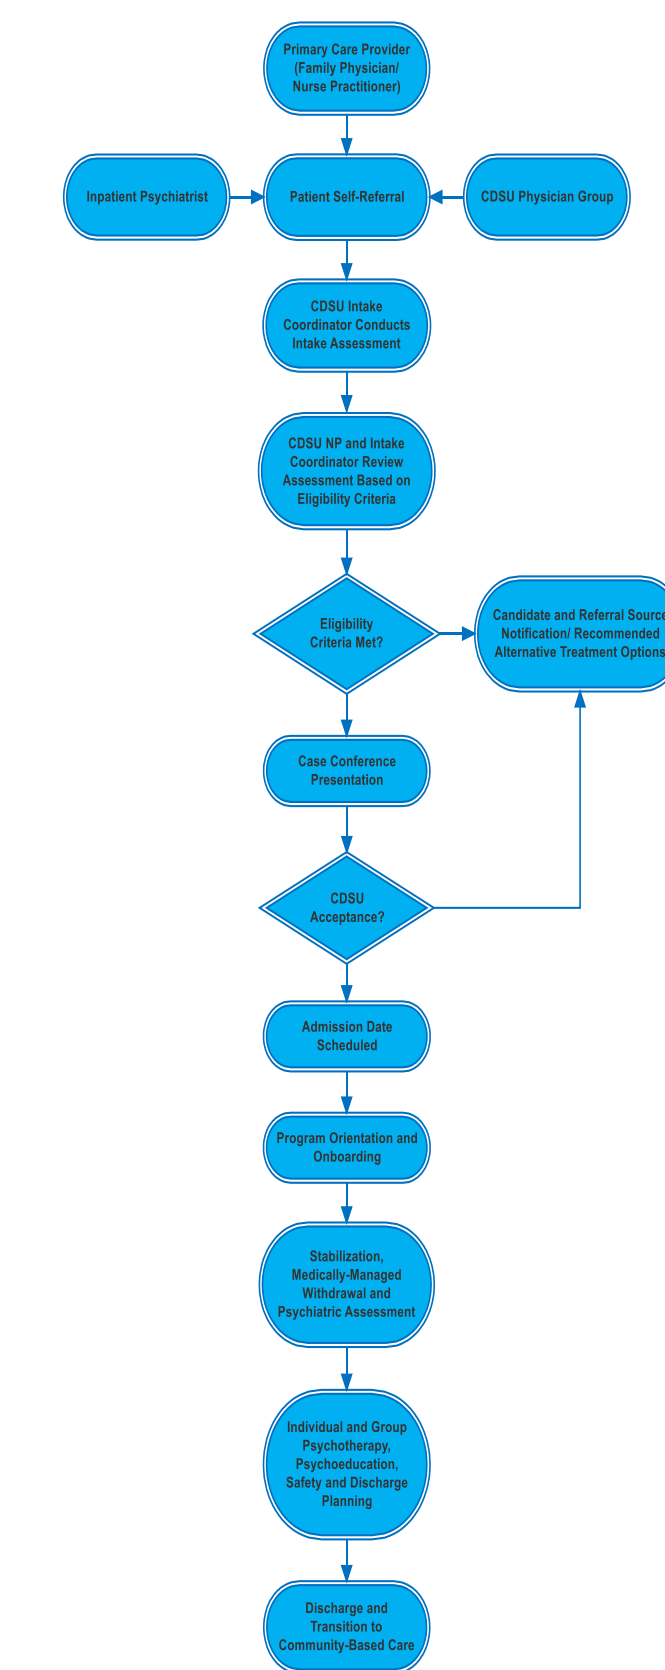 Primary Care Provider
(Family Physician/
Nurse Practitioner)
Inpatient Psychiatrist
Patient Self-Referral
CDSU Physician Group
CDSU Intake
Coordinator Conducts
Intake Assessment
CDSU NP and Intake
Coordinator Review
Assessment Based on
Eligibility Criteria
Eligibility
Criteria Met?
Candidate and Referral Source
Notification/ Recommended
Alternative Treatment Options
Case Conference
Presentation
CDSU
Acceptance?
Admission Date
Scheduled
Program Orientation and
Onboarding
Stabilization,
Medically-Managed
Withdrawal and
Psychiatric Assessment
Individual and Group
Psychotherapy,
Psychoeducation,
Safety and Discharge
Planning
Discharge and
Transition to
Community-Based Care